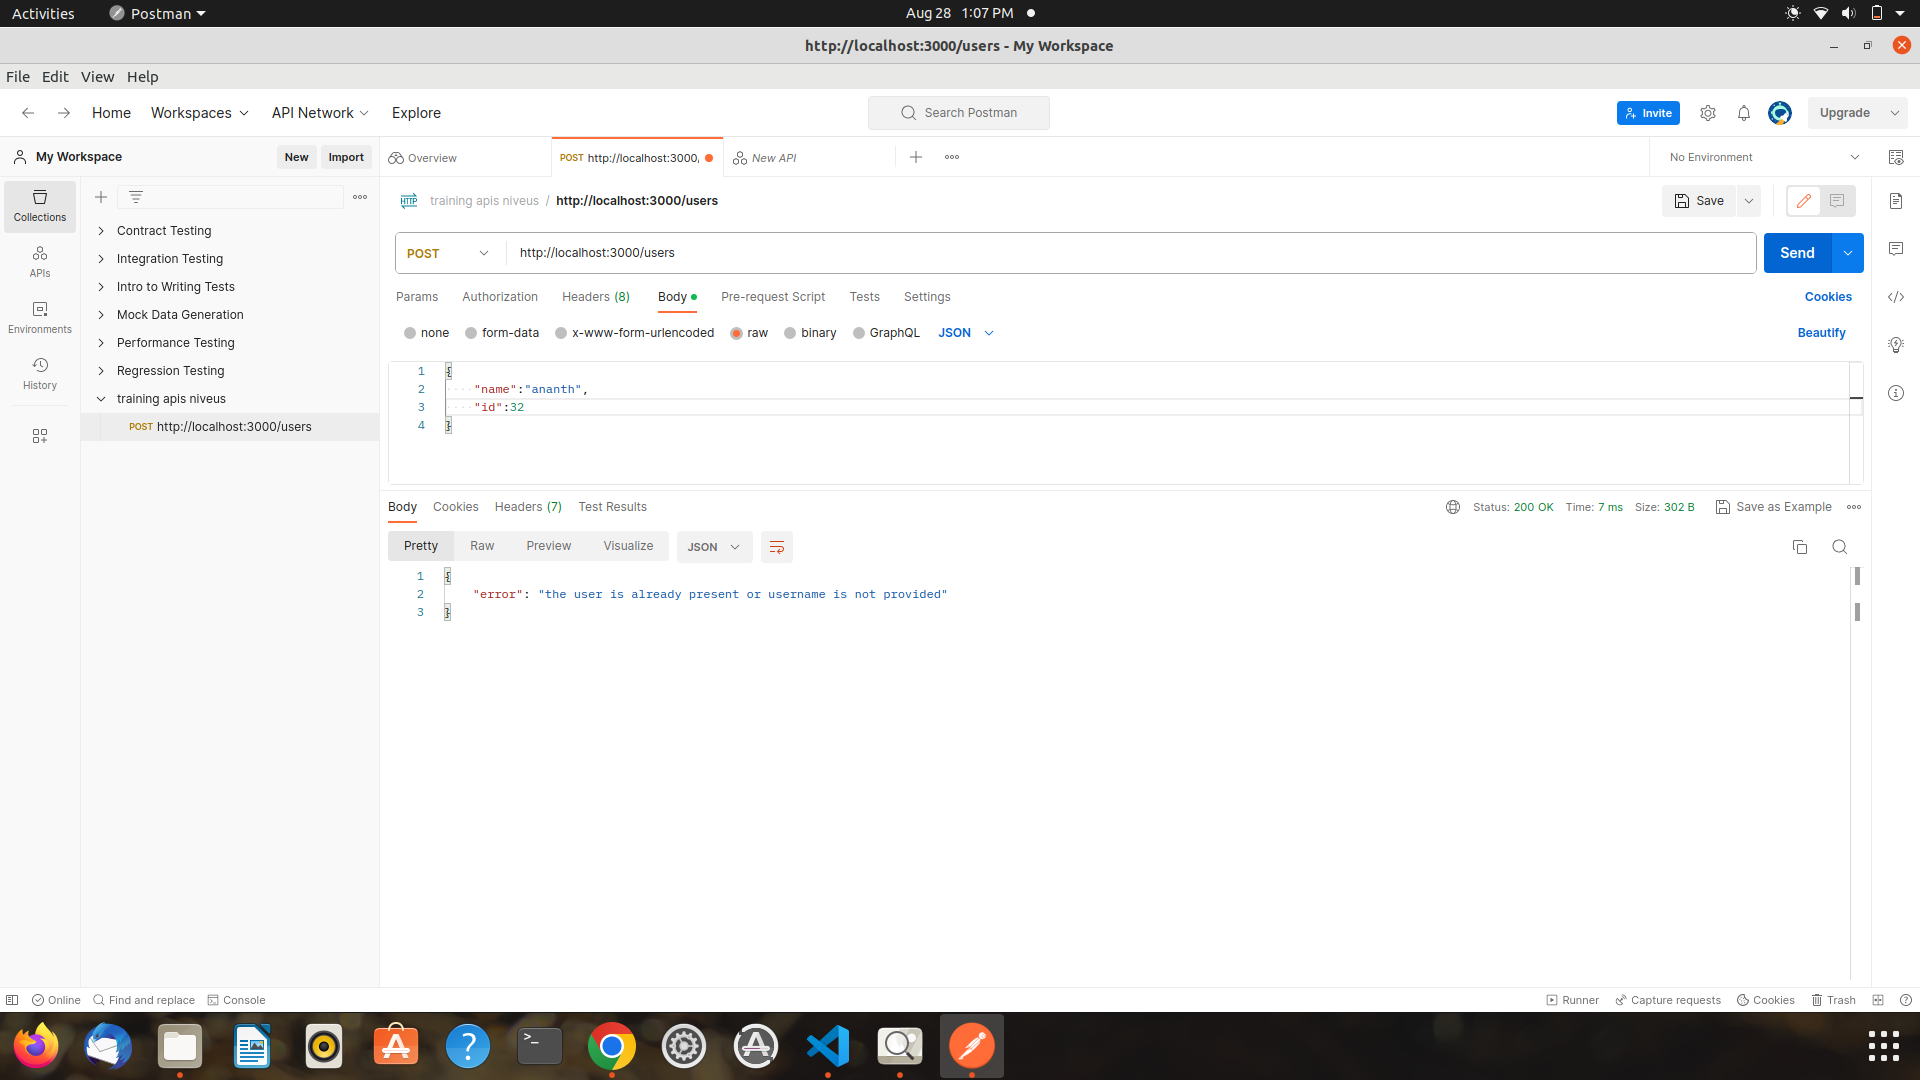 Activities Postman Aug 28 1:07 PM
http://localhost:3000/users - My Workspace
File Edit View Help
Home Workspaces API Network Explore Search Postman Invite Upgrade
My Workspace New Import Overview POST http://localhost:3000/ New API No Environment
Collections
APIs
Environments
History
Contract Testing
Integration Testing
Intro to Writing Tests
Mock Data Generation
Performance Testing
Regression Testing
training apis niveus
POST http://localhost:3000/users
HTTP training apis niveus / http://localhost:3000/users Save
POST http://localhost:3000/users Send
Params Authorization Headers (8) Body Pre-request Script Tests Settings Cookies
none form-data x-www-form-urlencoded raw binary GraphQL JSON Beautify
1 {
2 "name":"ananth",
3 "id":32
4 }
Body Cookies Headers (7) Test Results Status: 200 OK Time: 7 ms Size: 302 B Save as Example
Pretty Raw Preview Visualize JSON
1 {
2 "error": "the user is already present or username is not provided"
3 }
Online Find and replace Console Runner Capture requests Cookies Trash